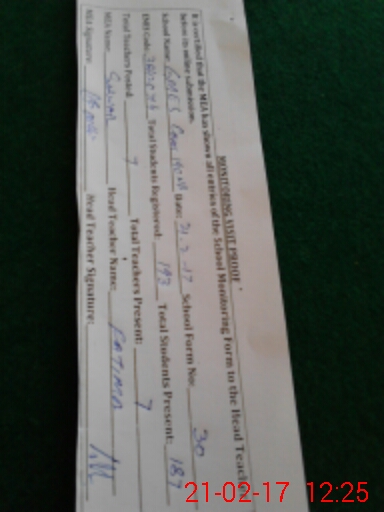 MONITORING VISIT PROOF
It is certified that the MEA has shown all entries of the School Monitoring Form to the Head Teacher
before its online submission.
School Name: GMPS Date: 21-2-17 School Form No: 30
EMIS Code: Total Students Registered: 193 Total Students Present: 187
Total Teachers Posted: 7 Total Teachers Present: 7
MEA Name: Head Teacher Name: FATIMA
MEA Signature: Head Teacher Signature:
21-02-17 12:25